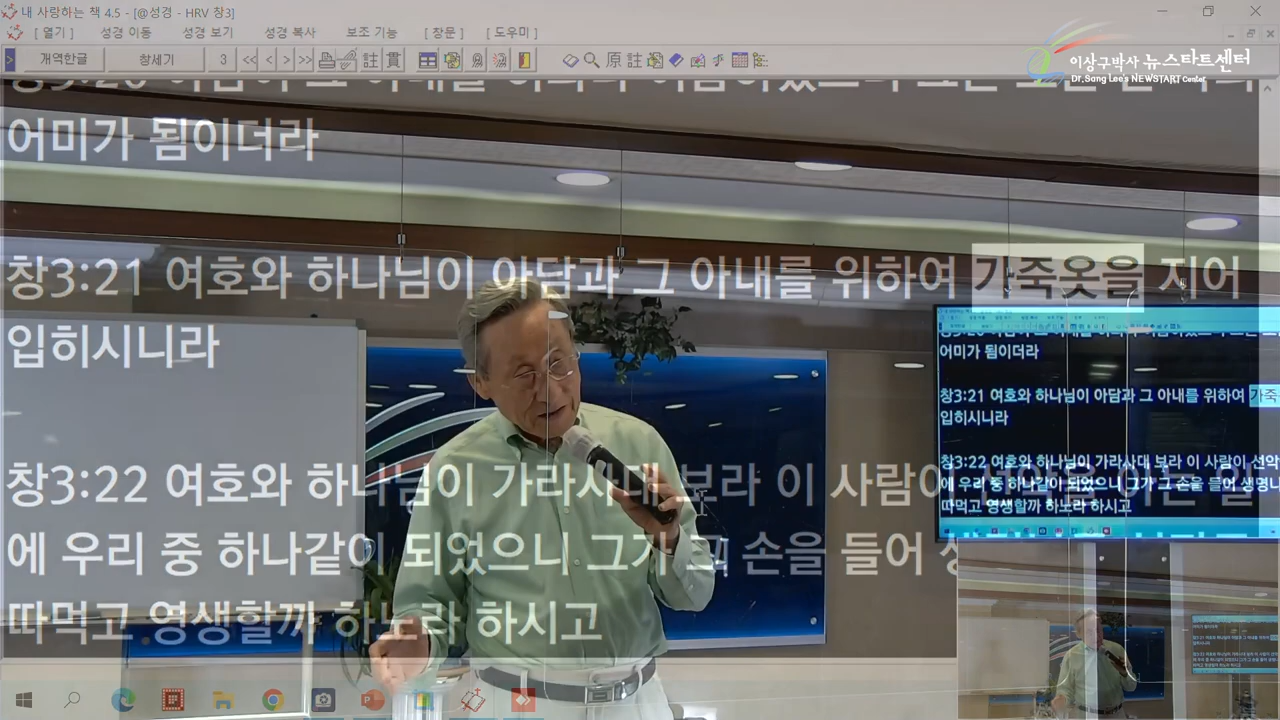 내 사랑하는 책 4.5 - [@성경 - HRV 창3]
[ 열기 ] 성경 이동 성경 보기 성경 복사 보조 기능 [ 창문 ] [ 도우미 ]
개역한글 창세기 3 << < > >>
이상구박사 뉴스타트센터
Dr. Sang Lee's NEWSTART Center
어미가 됨이더라
창3:21 여호와 하나님이 아담과 그 아내를 위하여 가죽옷을 지어
입히시니라
창3:22 여호와 하나님이 가라사대 보라 이 사람이 선악을 아는 일
에 우리 중 하나같이 되었으니 그가 그 손을 들어
따먹고 영생할까 하노라 하시고
어미가 됨이더라
창3:21 여호와 하나님이 아담과 그 아내를 위하여 가죽
입히시니라
창3:22 여호와 하나님이 가라사대 보라 이 사람이 선악
에 우리 중 하나같이 되었으니 그가 그 손을 들어 생명나
따먹고 영생할까 하노라 하시고